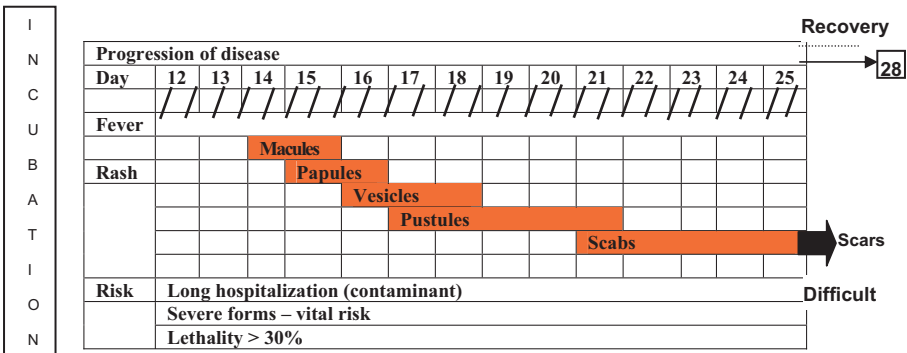 INCUBATION
Recovery
Progression of disease
28
Day 12 13 14 15 16 17 18 19 20 21 22 23 24 25
Fever
Macules
Rash Papules
Vesicles
Pustules
Scabs
Scars
Risk Long hospitalization (contaminant)
Difficult
Severe forms – vital risk
Lethality > 30%